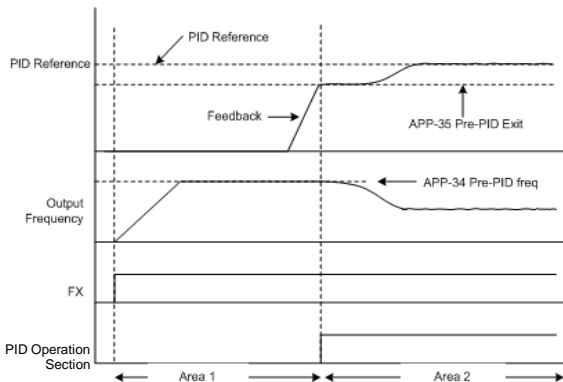 PID Reference
PID Reference
Feedback
APP-35 Pre-PID Exit
APP-34 Pre-PID freq
Output
Frequency
FX
PID Operation
Section
Area 1
Area 2